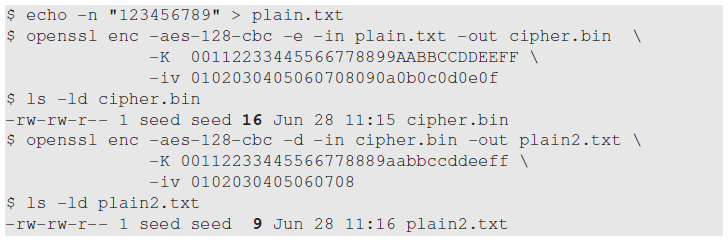 $ echo -n "123456789" > plain.txt
$ openssl enc -aes-128-cbc -e -in plain.txt -out cipher.bin \
-K 00112233445566778899AABBCCDDEEFF \
-iv 0102030405060708090a0b0c0d0e0f
$ ls -ld cipher.bin
-rw-rw-r-- 1 seed seed 16 Jun 28 11:15 cipher.bin
$ openssl enc -aes-128-cbc -d -in cipher.bin -out plain2.txt \
-K 00112233445566778889aabbccddeeff \
-iv 0102030405060708
$ ls -ld plain2.txt
-rw-rw-r-- 1 seed seed 9 Jun 28 11:16 plain2.txt